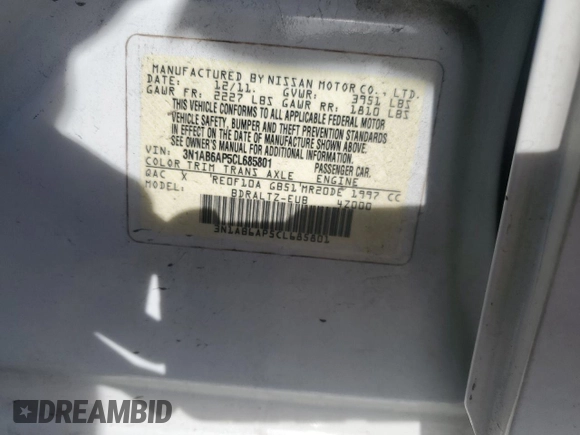 MANUFACTURED BY NISSAN MOTOR CO., LTD.
DATE: 12/11. GVWR: 3951 LBS
GAWR FR: 2227 LBS GAWR RR: 1810 LBS
THIS VEHICLE CONFORMS TO ALL APPLICABLE FEDERAL MOTOR
VEHICLE SAFETY, BUMPER AND THEFT PREVENTION STANDARDS
IN EFFECT ON THE DATE OF MANUFACTURE SHOWN ABOVE.
SEE OWNER'S MANUAL FOR MORE INFORMATION.
VIN: 3N1AB6AP5CL685801 PASSENGER CAR.
COLOR TRIM TRANS AXLE ENGINE
QAC X RE0F10A GB51 MR20DE 1997 CC
BDRALTZ-EUB 4Z000
3N1AB6AP5CL685801
DREAMBID